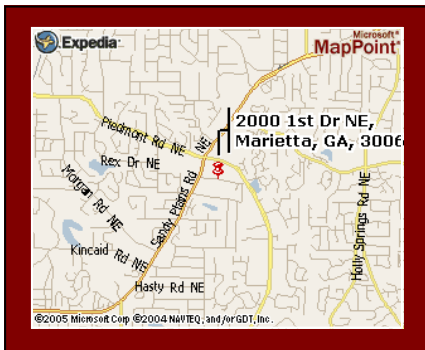 Expedia
Microsoft®
MapPoint®
2000 1st Dr NE,
Marietta, GA, 3006
Piedmont Rd NE
NE
Rex Dr NE
Morgan Rd NE
Sandy Plains Rd
Holly Springs Rd NE
Kincaid Rd NE
Hasty Rd NE
©2005 Microsoft Corp ©2004 NAVTEQ, and/or GDT, Inc.